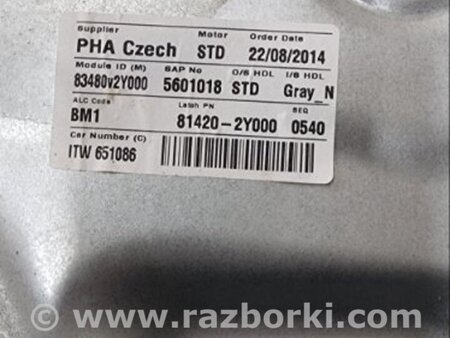 Supplier Motor Order Date
PHA Czech STD 22/08/2014
Module ID (M) SAP No O/S HDL I/S HDL
83480v2Y000 5601018 STD Gray_N
ALC Code Latch PN SEQ
BM1 81420-2Y000 0540
Car Number (C)
ITW 651086
© www.razborki.com